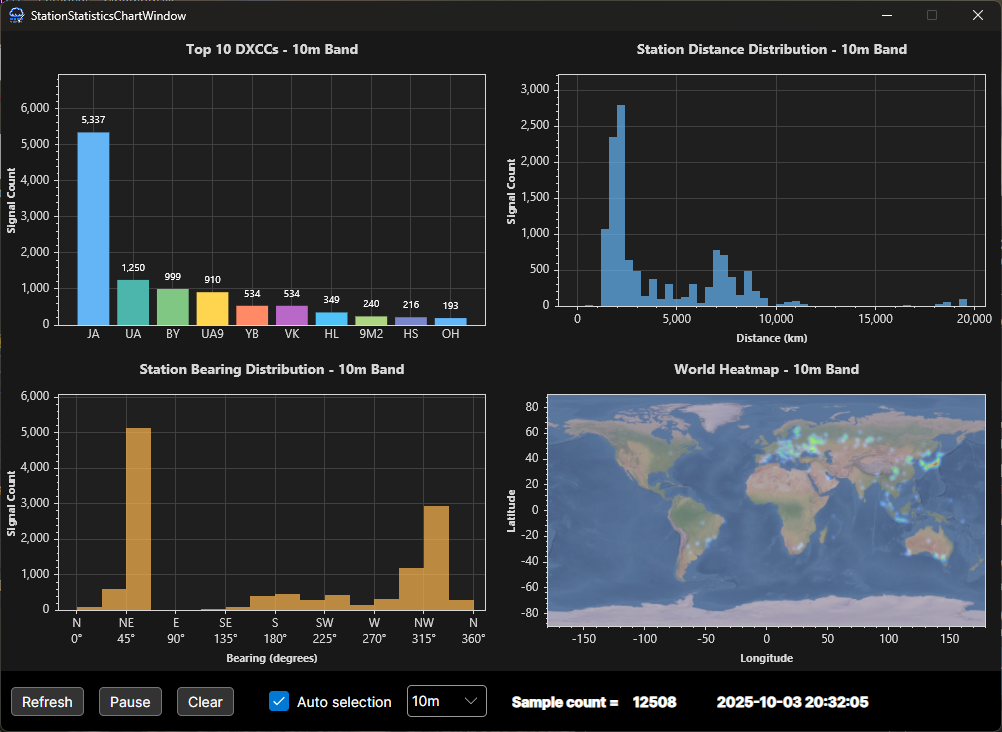 StationStatisticsChartWindow
Top 10 DXCCs - 10m Band
Signal Count
6,000
5,000
4,000
3,000
2,000
1,000
0
5,337
1,250
999
910
534
534
349
240
216
193
JA UA BY UA9 YB VK HL 9M2 HS OH
Station Distance Distribution - 10m Band
Signal Count
3,000
2,500
2,000
1,500
1,000
500
0
0 5,000 10,000 15,000 20,000
Distance (km)
Station Bearing Distribution - 10m Band
Signal Count
6,000
5,000
4,000
3,000
2,000
1,000
0
N NE E SE S SW W NW N
0° 45° 90° 135° 180° 225° 270° 315° 360°
Bearing (degrees)
World Heatmap - 10m Band
Latitude
80
60
40
20
0
-20
-40
-60
-80
-150 -100 -50 0 50 100 150
Longitude
Refresh Pause Clear Auto selection 10m Sample count = 12508 2025-10-03 20:32:05